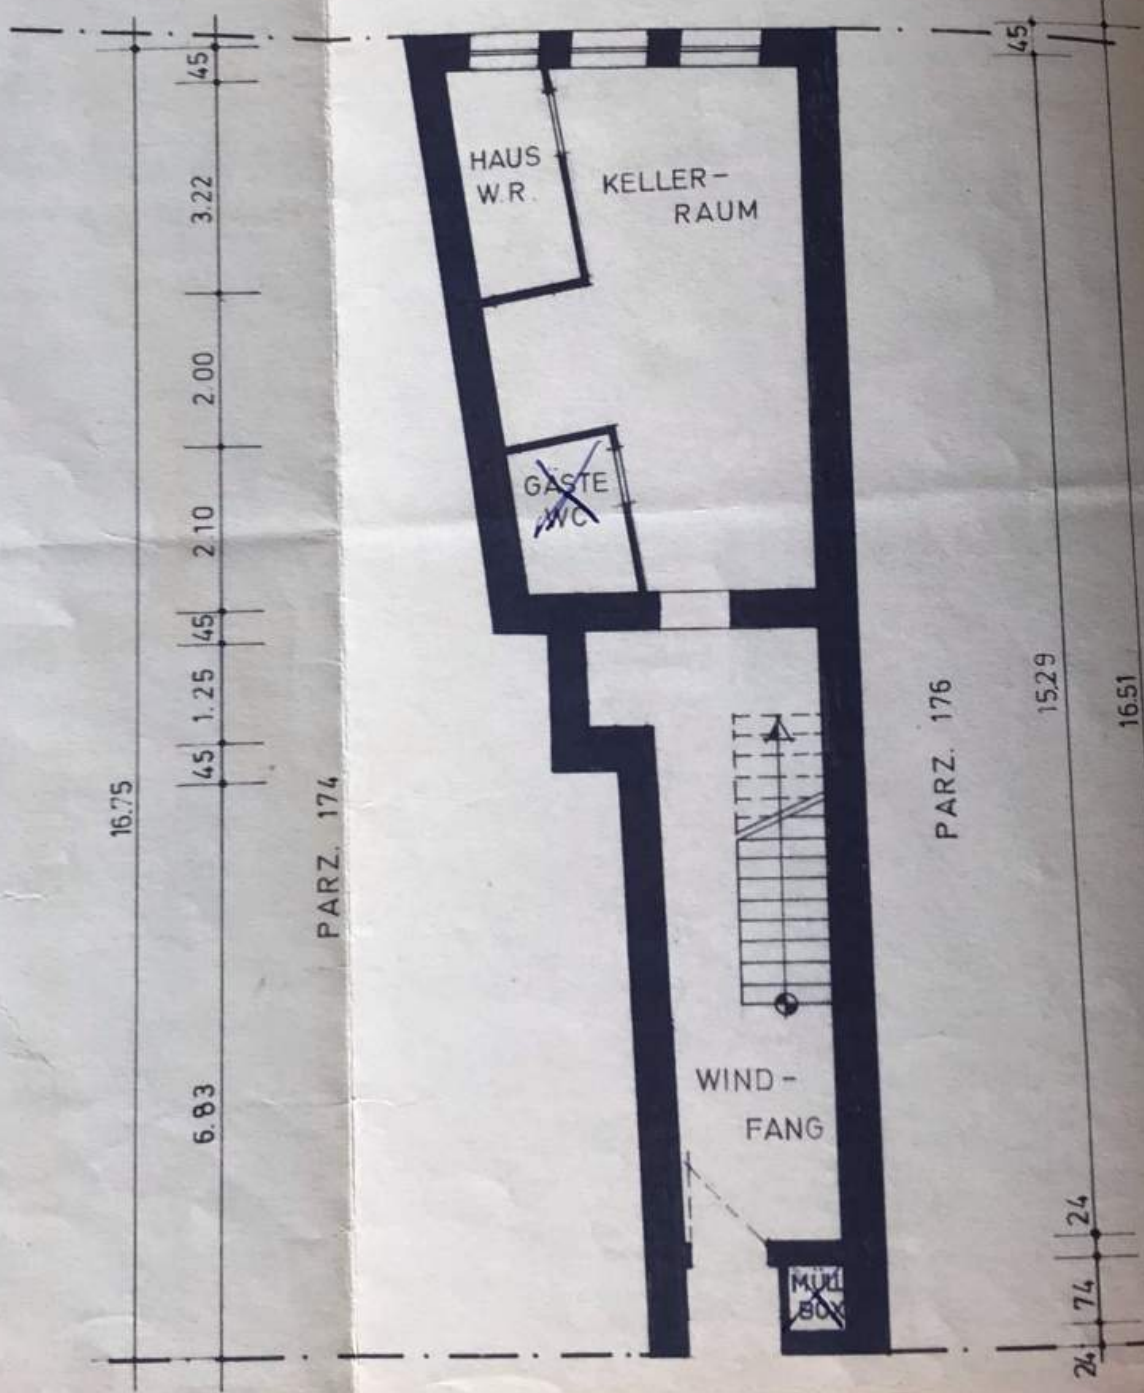 45
45
3.22
HAUS
W.R.
KELLER-
RAUM
2.00
GÄSTE
WC
2.10
45
1.25
45
16.75
PARZ. 174
PARZ. 176
15.29
16.51
6.83
WIND-
FANG
24
MÜLL
BOX
74
24